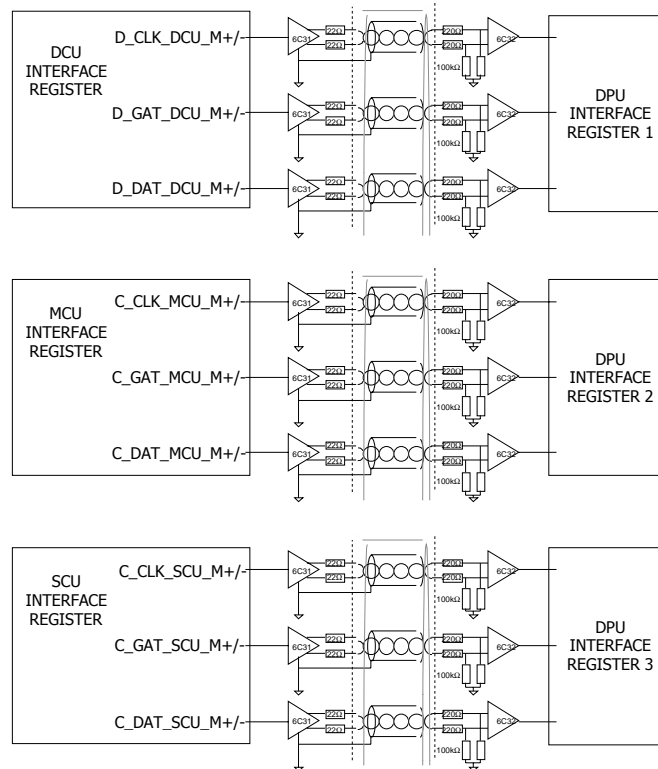 DCU
INTERFACE
REGISTER
D_CLK_DCU_M+/-
6C31
22Ω
22Ω
220Ω
220Ω
100kΩ
6C32
D_GAT_DCU_M+/-
6C31
22Ω
22Ω
220Ω
220Ω
100kΩ
6C32
D_DAT_DCU_M+/-
6C31
22Ω
22Ω
220Ω
220Ω
100kΩ
6C32
DPU
INTERFACE
REGISTER 1
MCU
INTERFACE
REGISTER
C_CLK_MCU_M+/-
6C31
22Ω
22Ω
220Ω
220Ω
100kΩ
6C32
C_GAT_MCU_M+/-
6C31
22Ω
22Ω
220Ω
220Ω
100kΩ
6C32
C_DAT_MCU_M+/-
6C31
22Ω
22Ω
220Ω
220Ω
100kΩ
6C32
DPU
INTERFACE
REGISTER 2
SCU
INTERFACE
REGISTER
C_CLK_SCU_M+/-
6C31
22Ω
22Ω
220Ω
220Ω
100kΩ
6C32
C_GAT_SCU_M+/-
6C31
22Ω
22Ω
220Ω
220Ω
100kΩ
6C32
C_DAT_SCU_M+/-
6C31
22Ω
22Ω
220Ω
220Ω
100kΩ
6C32
DPU
INTERFACE
REGISTER 3